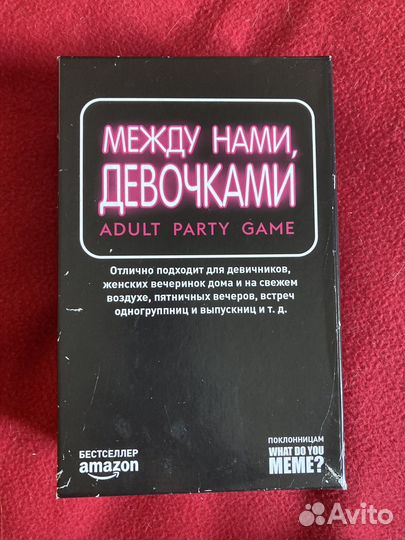 МЕЖДУ НАМИ,
ДЕВОЧКАМИ
ADULT PARTY GAME
Отлично подходит для девичников,
женских вечеринок дома и на свежем
воздухе, пятничных вечеров, встреч
одногруппниц и выпускниц и т. д.
БЕСТСЕЛЛЕР
amazon
ПОКЛОННИЦАМ
WHAT DO YOU
MEME?
Avito